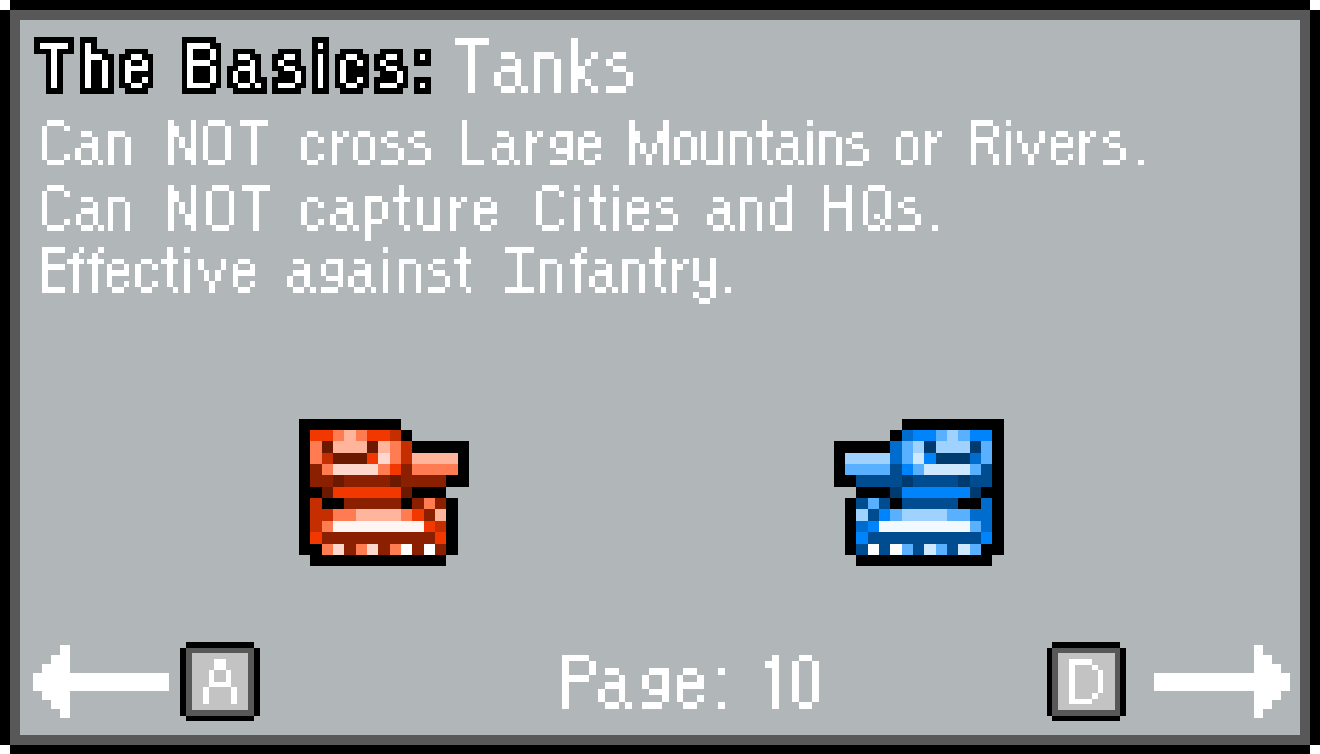 The Basics: Tanks
Can NOT cross Large Mountains or Rivers.
Can NOT capture Cities and HQs.
Effective against Infantry.
A Page: 10 D